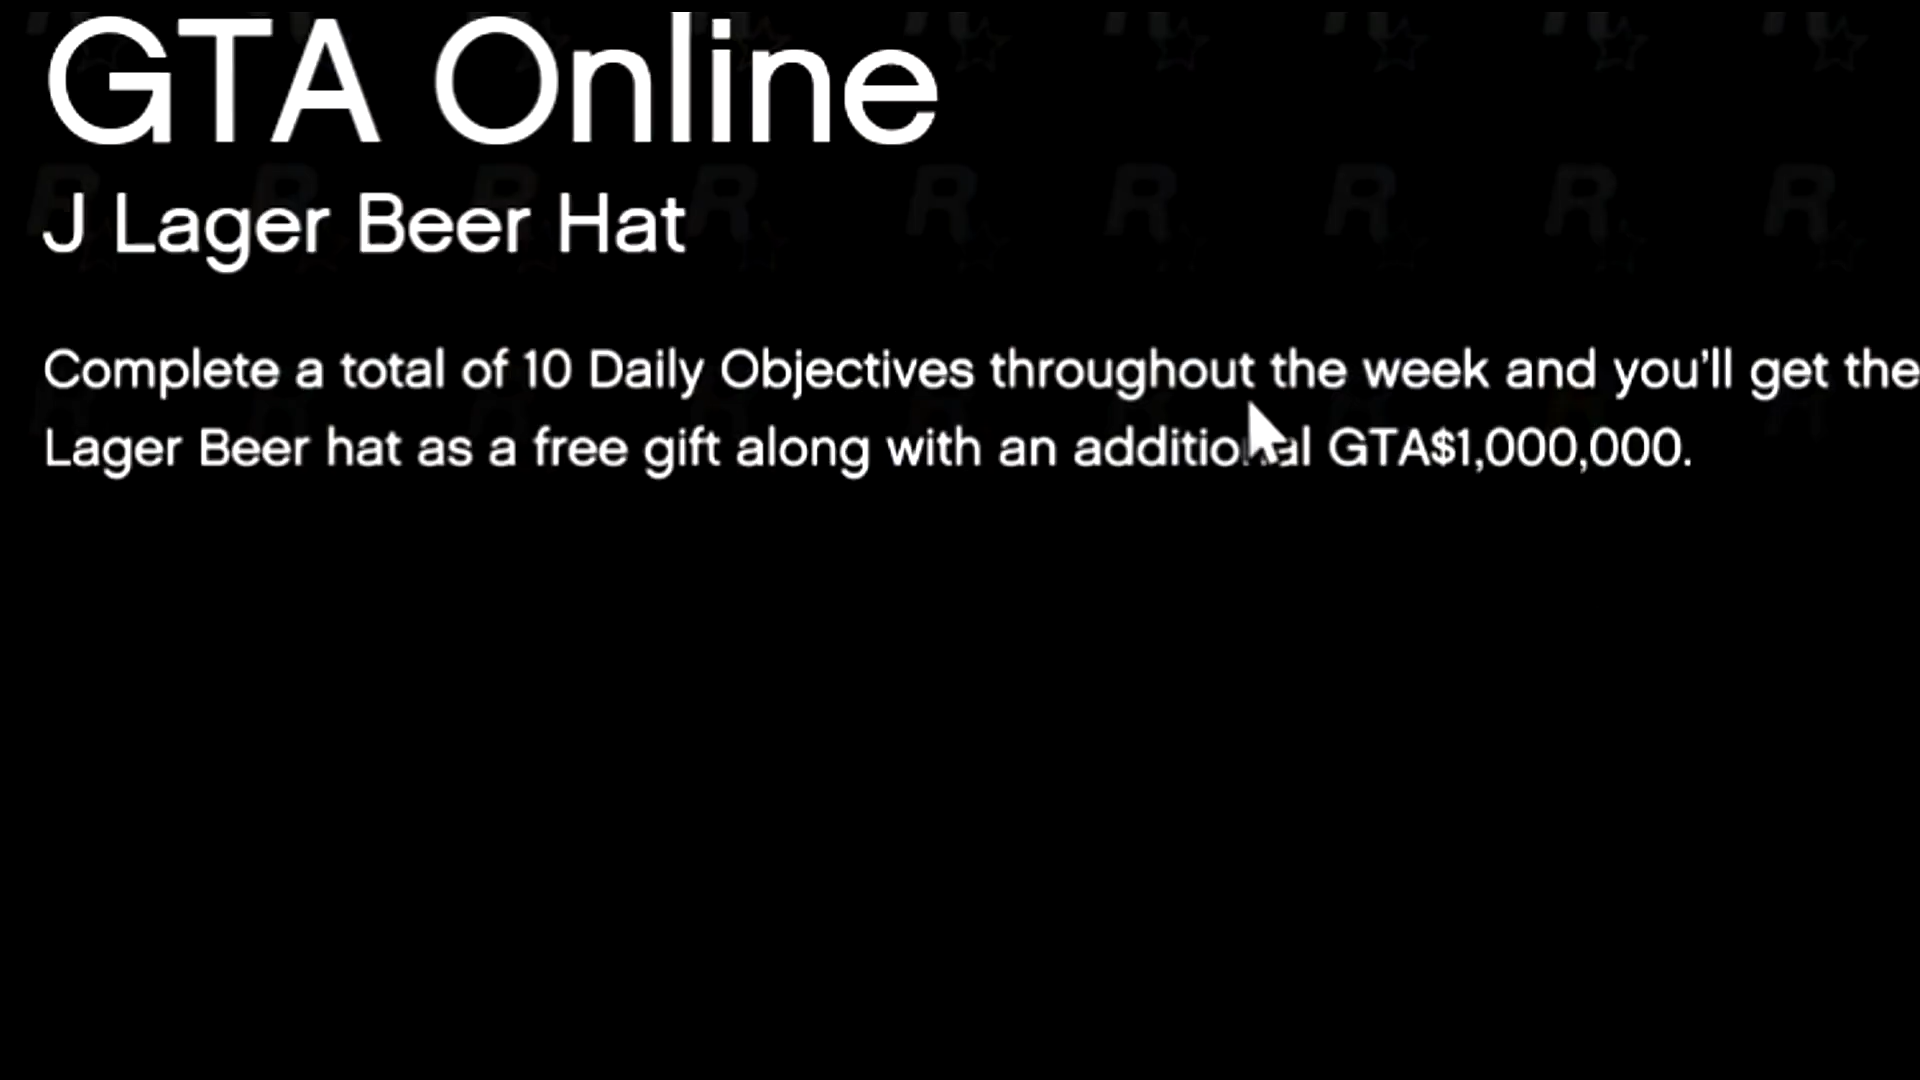 GTA Online
J Lager Beer Hat
Complete a total of 10 Daily Objectives throughout the week and you’ll get the
Lager Beer hat as a free gift along with an additional GTA$1,000,000.